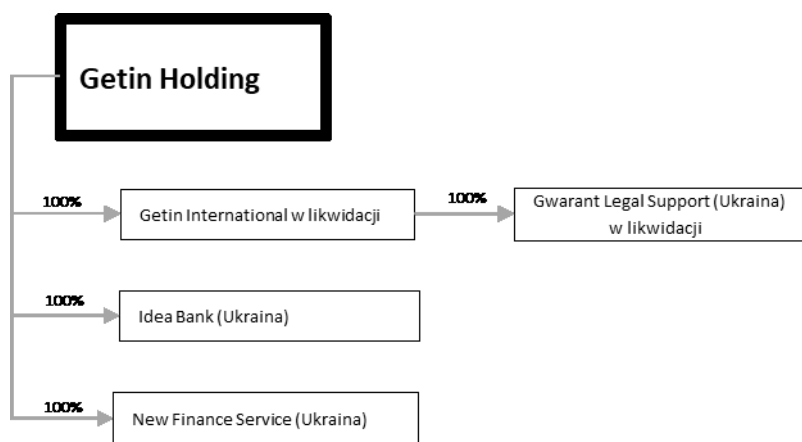 Getin Holding
100%
Getin International w likwidacji
100%
Gwarant Legal Support (Ukraina)
w likwidacji
100%
Idea Bank (Ukraina)
100%
New Finance Service (Ukraina)